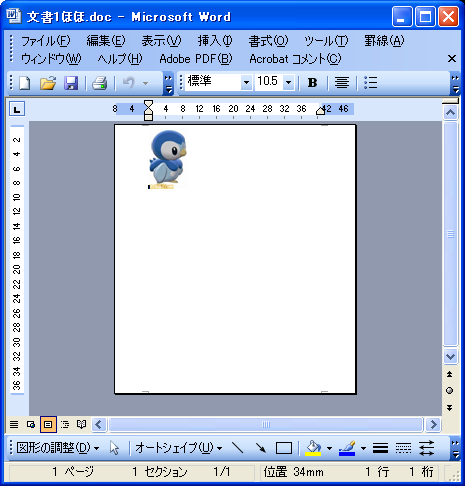 文書1ほほ.doc - Microsoft Word
ファイル(F) 編集(E) 表示(V) 挿入(I) 書式(O) ツール(T) 罫線(A)
ウィンドウ(W) ヘルプ(H) Adobe PDF(B) Acrobat コメント(C)
標準 10.5 B
L 8 4 4 8 12 16 20 24 28 32 36 42 46
2
4
6
8
10
12
14
16
18
20
22
24
26
28
30
32
34
36
図形の調整(D) オートシェイプ(U)
1 ページ 1 セクション 1/1 位置 34mm 1 行 1 桁